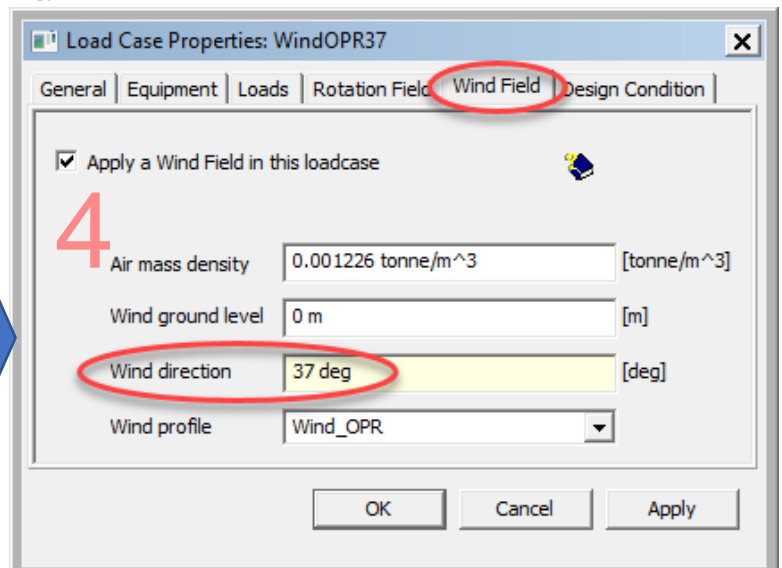 Load Case Properties: WindOPR37
General Equipment Loads Rotation Field Wind Field Design Condition
Apply a Wind Field in this loadcase
4
Air mass density 0.001226 tonne/m^3 [tonne/m^3]
Wind ground level 0 m [m]
Wind direction 37 deg [deg]
Wind profile Wind_OPR
OK Cancel Apply